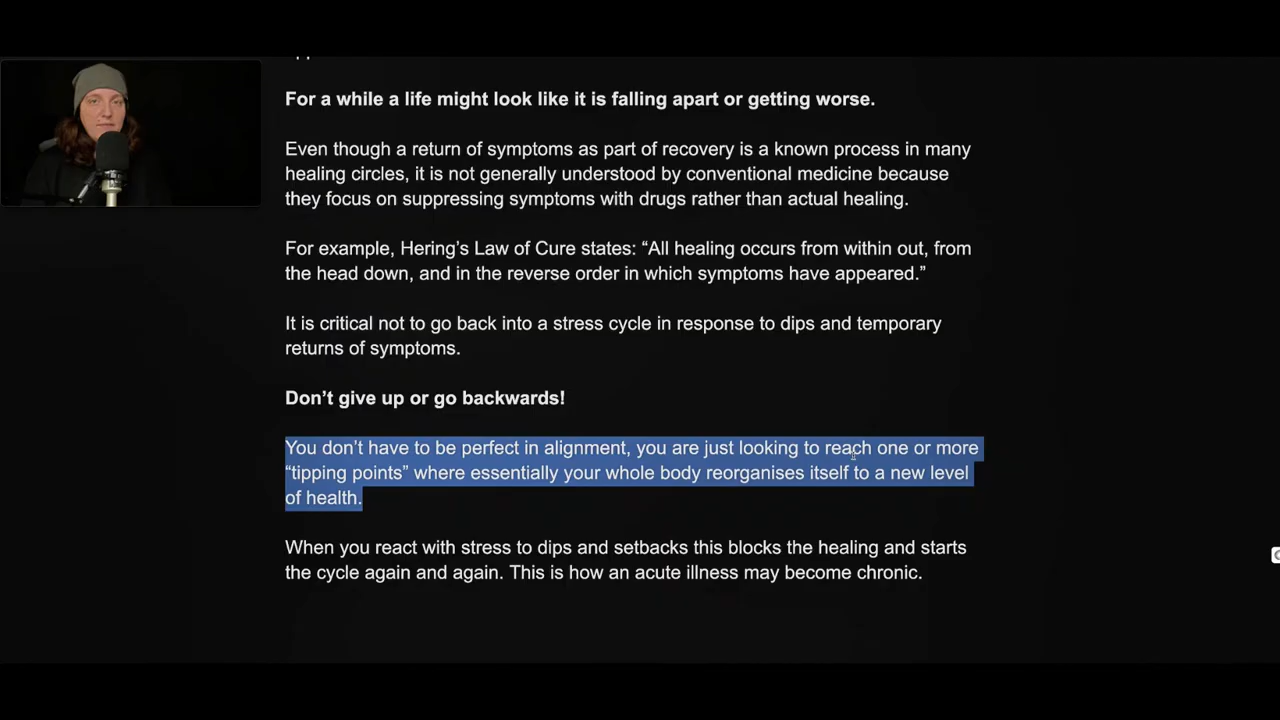 For a while a life might look like it is falling apart or getting worse.
Even though a return of symptoms as part of recovery is a known process in many
healing circles, it is not generally understood by conventional medicine because
they focus on suppressing symptoms with drugs rather than actual healing.
For example, Hering’s Law of Cure states: “All healing occurs from within out, from
the head down, and in the reverse order in which symptoms have appeared.”
It is critical not to go back into a stress cycle in response to dips and temporary
returns of symptoms.
Don’t give up or go backwards!
You don’t have to be perfect in alignment, you are just looking to reach one or more
“tipping points” where essentially your whole body reorganises itself to a new level
of health.
When you react with stress to dips and setbacks this blocks the healing and starts
the cycle again and again. This is how an acute illness may become chronic.